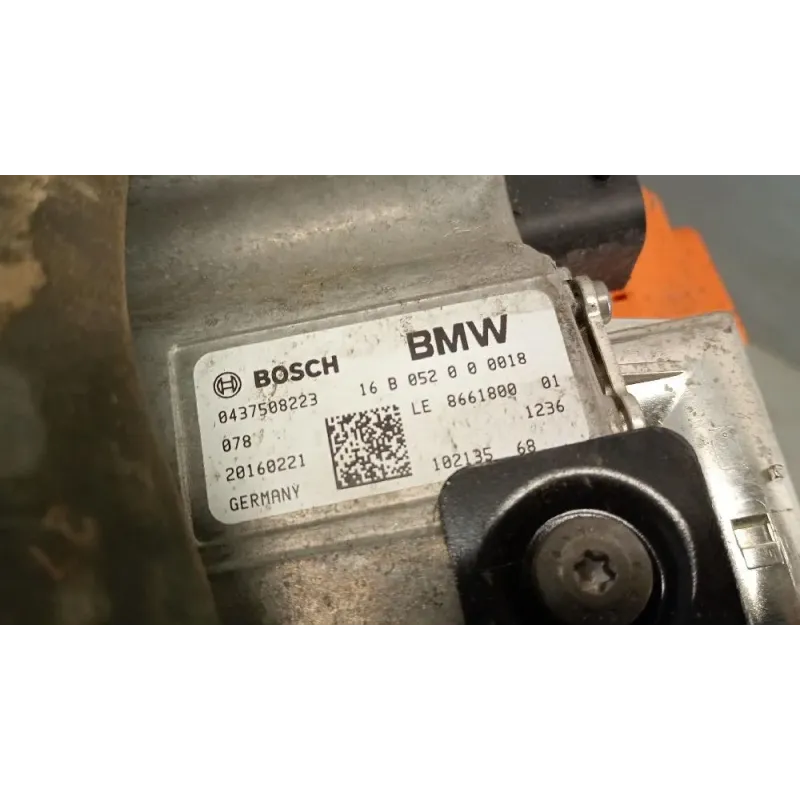 BOSCH BMW
0437508223 16 B 052 0 0 0018
078 LE 8661800 01
1236
20160221 102135 68
GERMANY